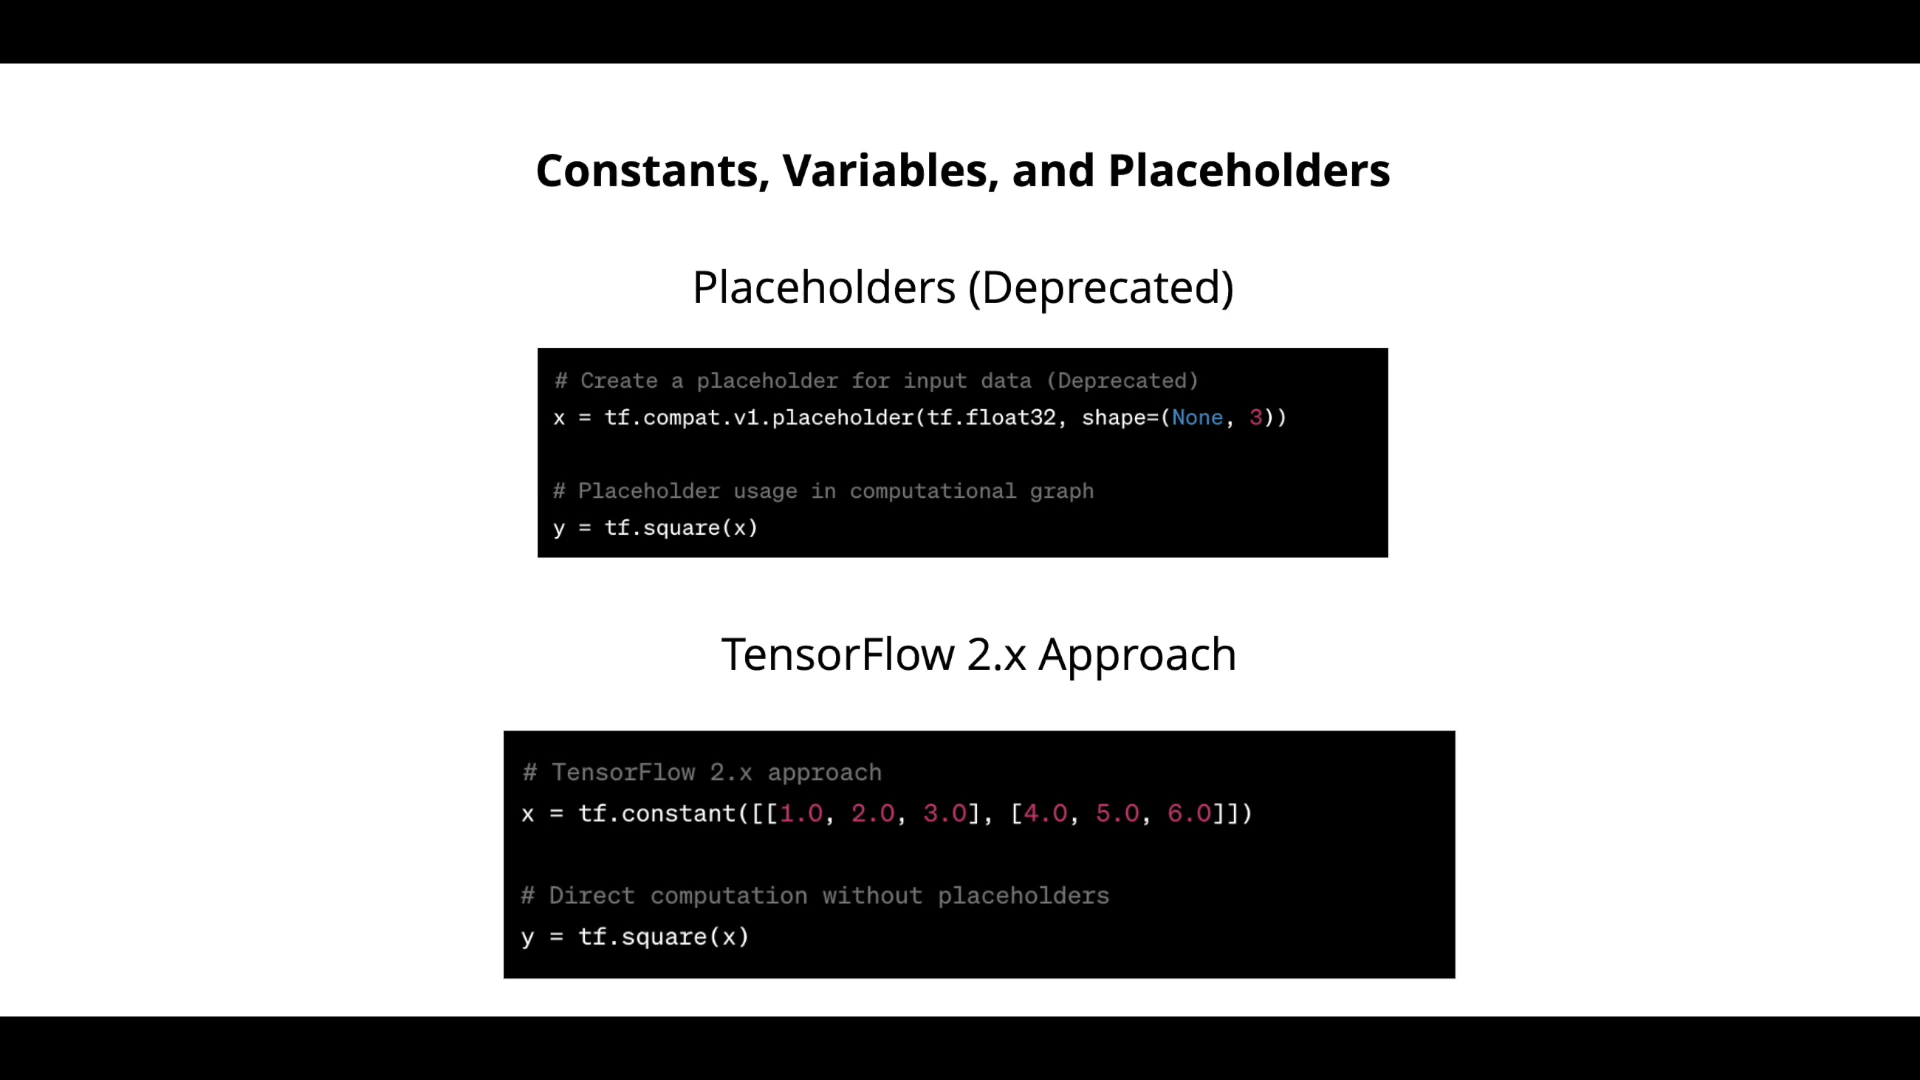 Constants, Variables, and Placeholders
Placeholders (Deprecated)
# Create a placeholder for input data (Deprecated)
x = tf.compat.v1.placeholder(tf.float32, shape=(None, 3))
# Placeholder usage in computational graph
y = tf.square(x)
TensorFlow 2.x Approach
# TensorFlow 2.x approach
x = tf.constant([[1.0, 2.0, 3.0], [4.0, 5.0, 6.0]])
# Direct computation without placeholders
y = tf.square(x)